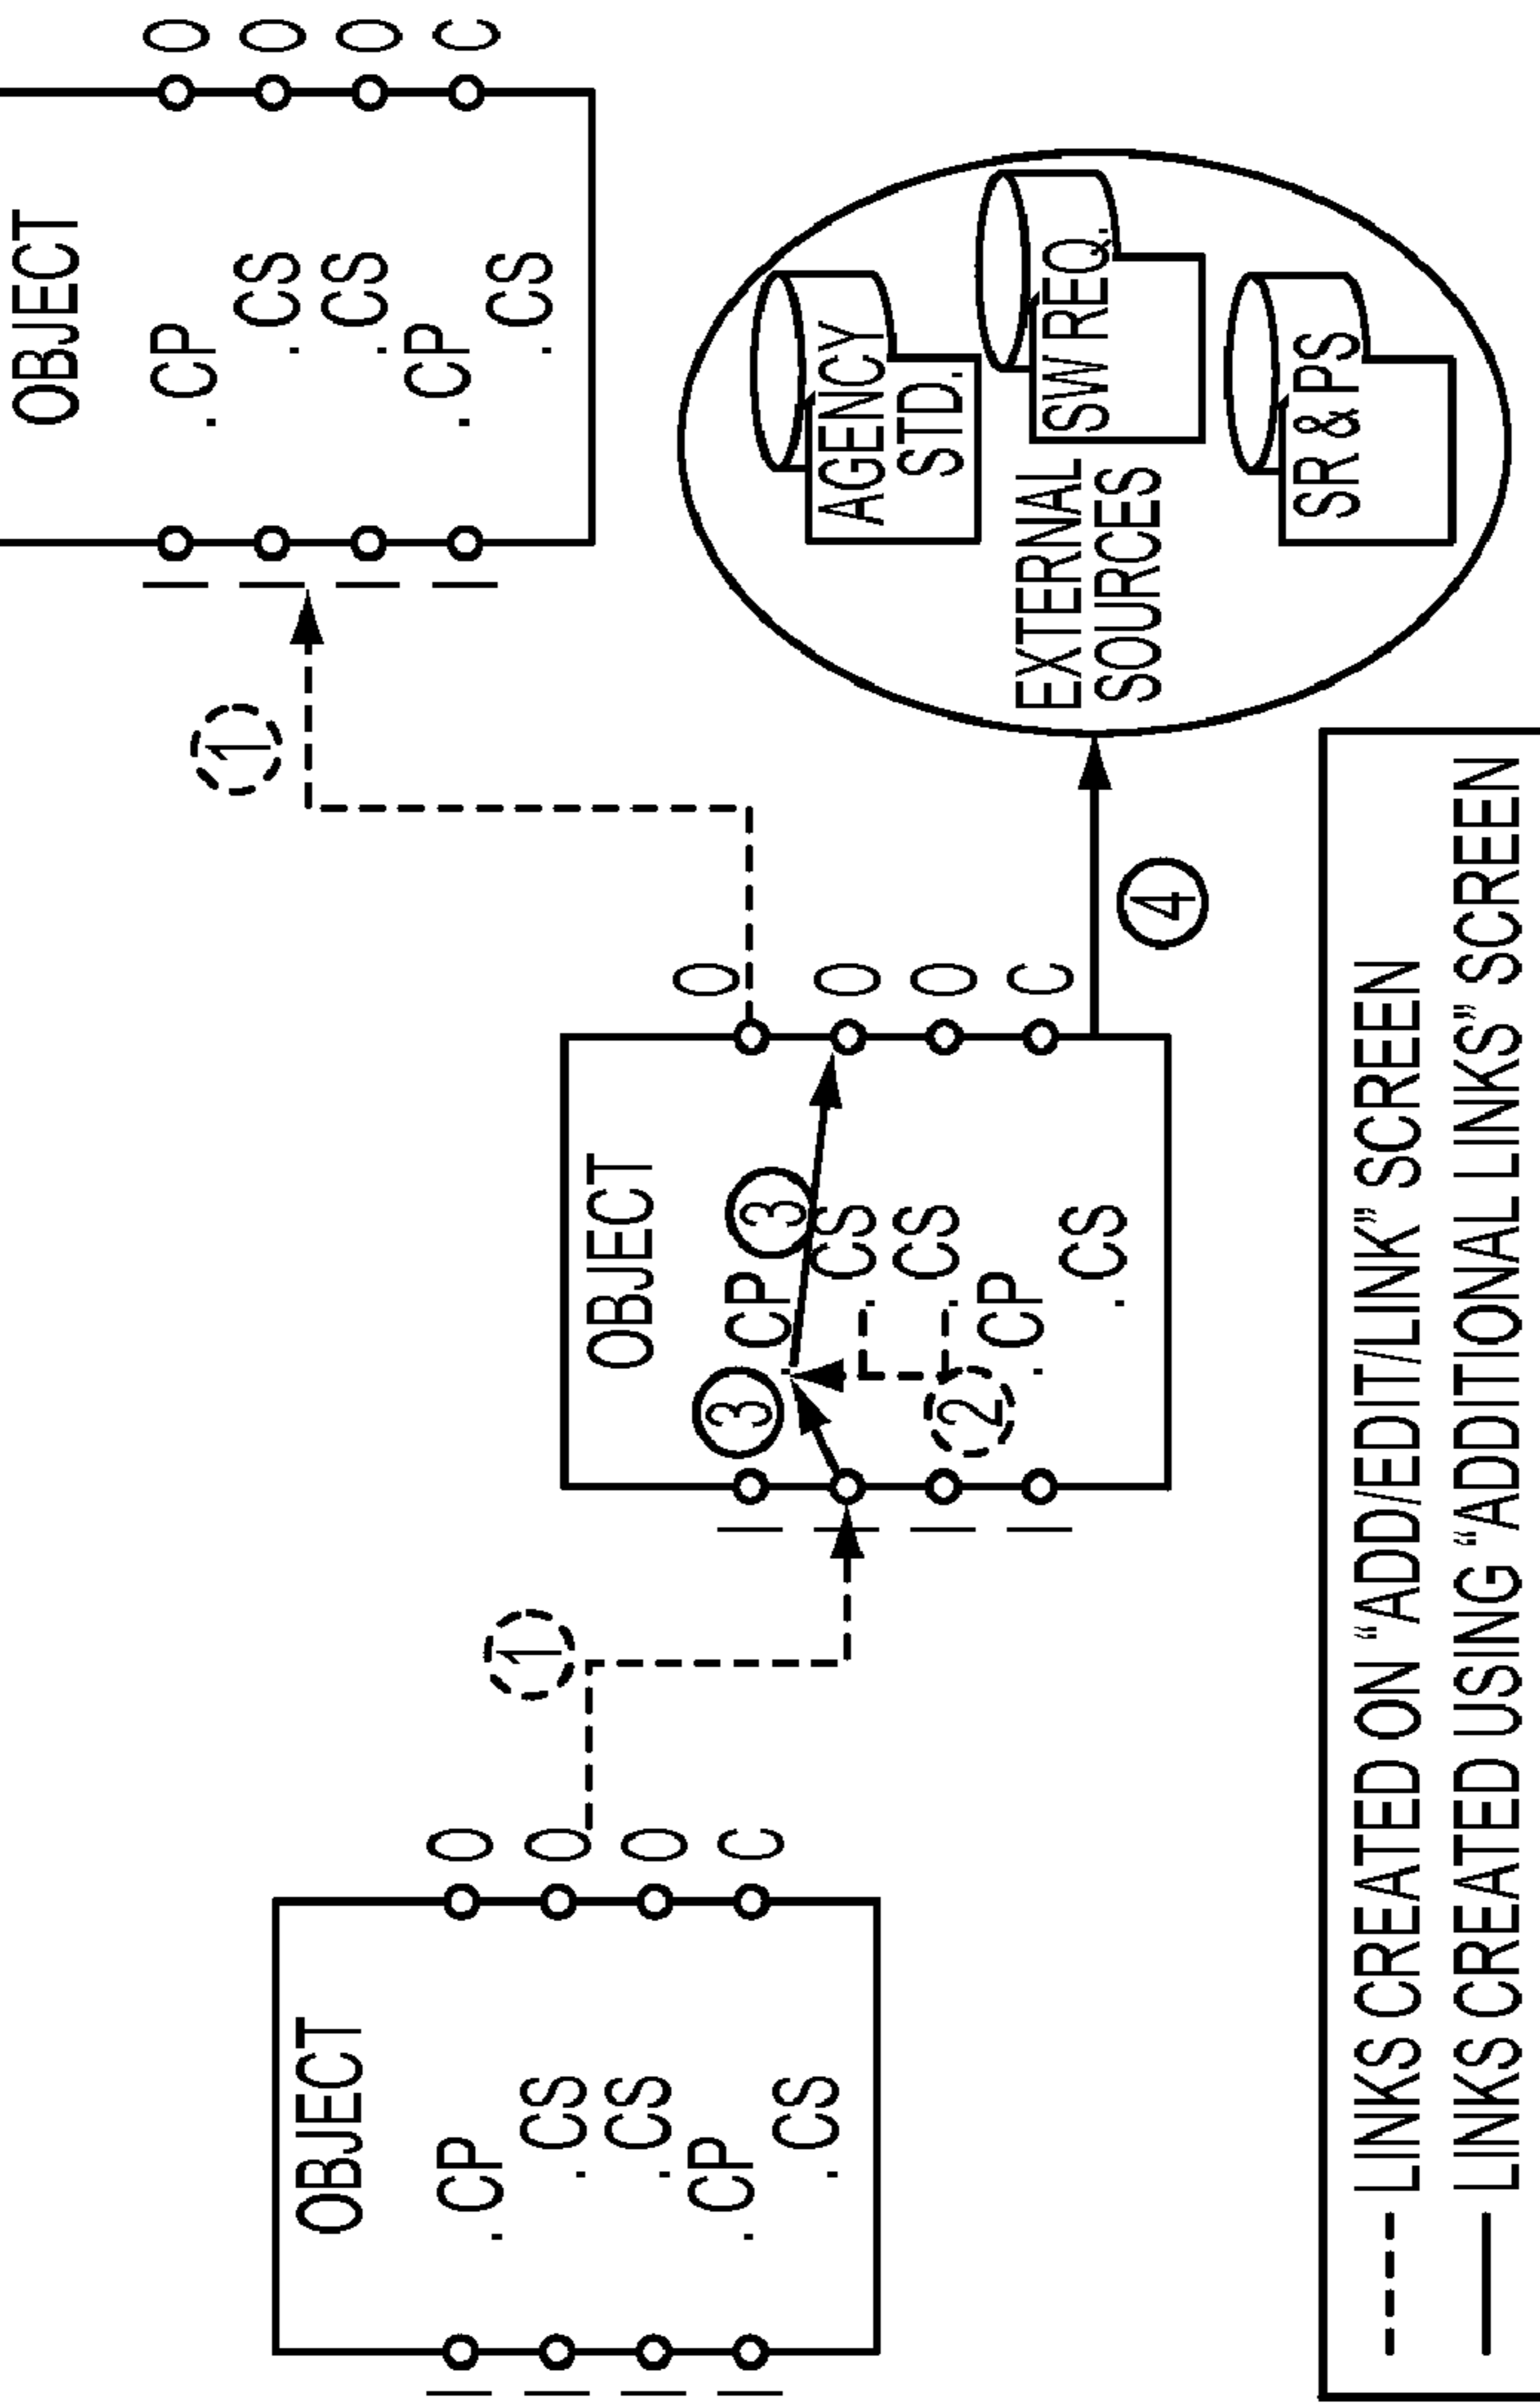 OBJECT
I . CP O
I . CS O
I . CS O
I . CP C
. CS
1
OBJECT
I 3 . CP 3 O
I . CS O
I 2 . CS O
I . CP C
. CS
4
1
OBJECT
I . CP O
I . CS O
I . CS O
I . CP C
. CS
AGENCY
STD.
EXTERNAL
SOURCES
SWW REQ.
SR & PS
LINKS CREATED ON “ADD/EDIT/LINK” SCREEN
LINKS CREATED USING “ADDITIONAL LINKS” SCREEN